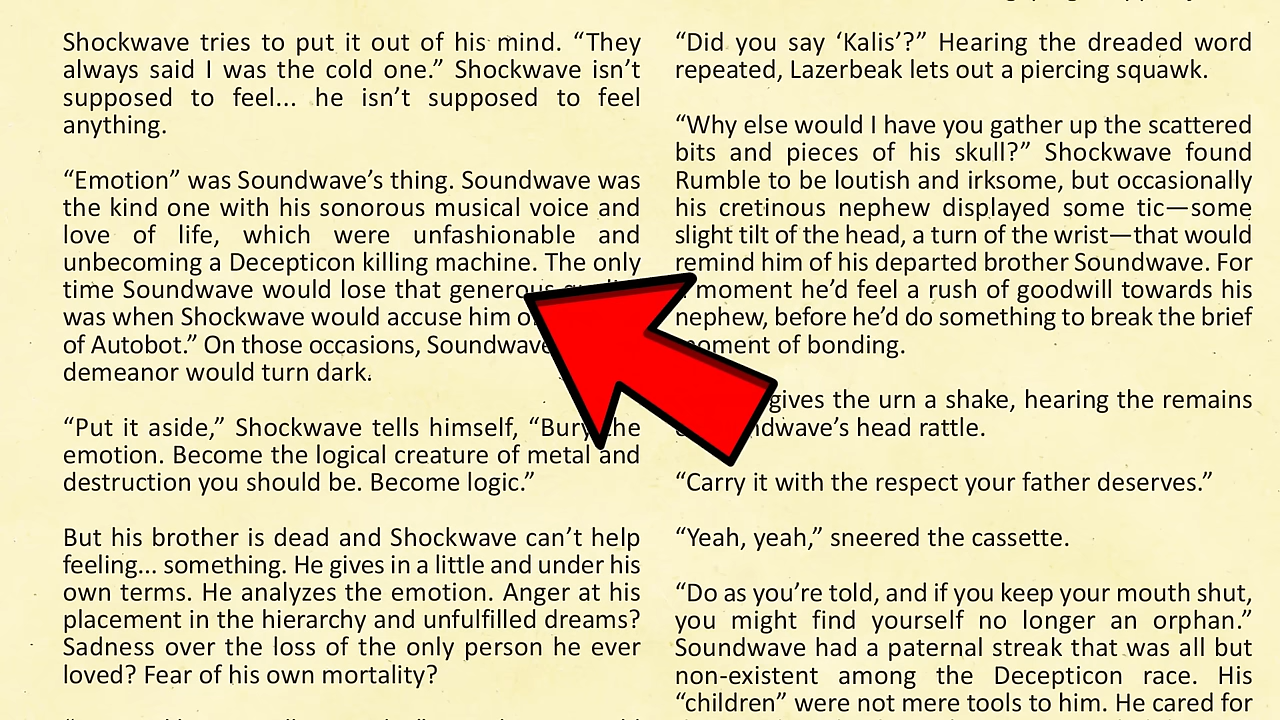 Shockwave tries to put it out of his mind. “They
always said I was the cold one.” Shockwave isn’t
supposed to feel... he isn’t supposed to feel
anything.
“Emotion” was Soundwave’s thing. Soundwave was
the kind one with his sonorous musical voice and
love of life, which were unfashionable and
unbecoming a Decepticon killing machine. The only
time Soundwave would lose that generous
was when Shockwave would accuse him
of Autobot.” On those occasions, Soundwave
demeanor would turn dark.
“Put it aside,” Shockwave tells himself, “Bury the
emotion. Become the logical creature of metal and
destruction you should be. Become logic.”
But his brother is dead and Shockwave can’t help
feeling... something. He gives in a little and under his
own terms. He analyzes the emotion. Anger at his
placement in the hierarchy and unfulfilled dreams?
Sadness over the loss of the only person he ever
loved? Fear of his own mortality?
“Did you say ‘Kalis’?” Hearing the dreaded word
repeated, Lazerbeak lets out a piercing squawk.
“Why else would I have you gather up the scattered
bits and pieces of his skull?” Shockwave found
Rumble to be loutish and irksome, but occasionally
his cretinous nephew displayed some tic—some
slight tilt of the head, a turn of the wrist—that would
remind him of his departed brother Soundwave. For
moment he’d feel a rush of goodwill towards his
nephew, before he’d do something to break the brief
moment of bonding.
gives the urn a shake, hearing the remains
head rattle.
“Carry it with the respect your father deserves.”
“Yeah, yeah,” sneered the cassette.
“Do as you’re told, and if you keep your mouth shut,
you might find yourself no longer an orphan.”
Soundwave had a paternal streak that was all but
non-existent among the Decepticon race. His
“children” were not mere tools to him. He cared for